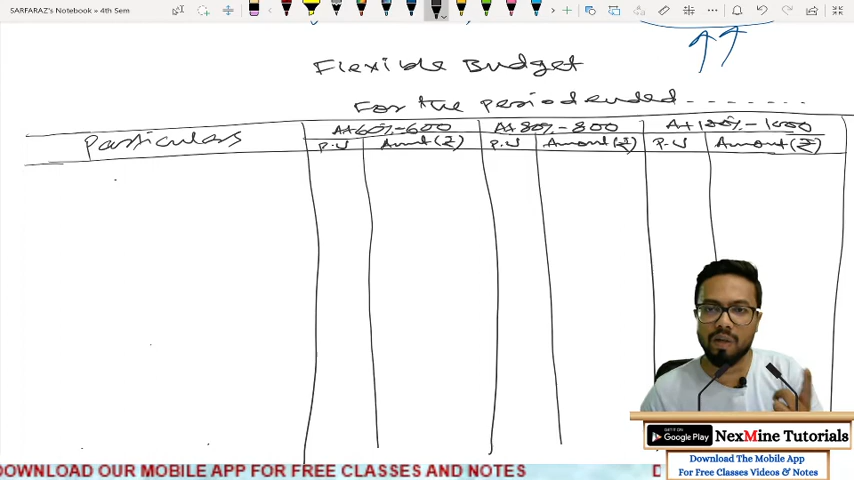 SARFARAZ's Notebook » 4th Sem
Flexible Budget
For the period ended.......
Particulars
At 60%-600 At 80%-800 At 100%-1000
P.U Amount (₹) P.U Amount (₹) P.U Amount (₹)
GET IT ON
Google Play
NexMine Tutorials
Download The Mobile App
For Free Classes Videos & Notes
DOWNLOAD OUR MOBILE APP FOR FREE CLASSES AND NOTES
D